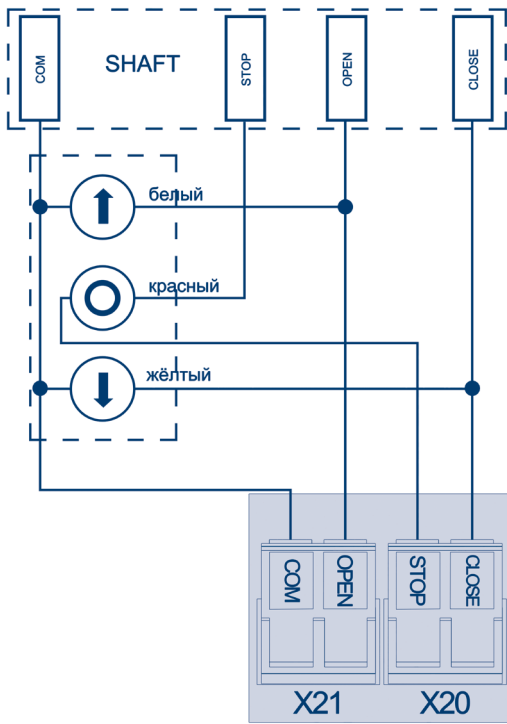 COM
SHAFT
STOP
OPEN
CLOSE
белый
красный
жёлтый
COM
OPEN
STOP
CLOSE
X21
X20